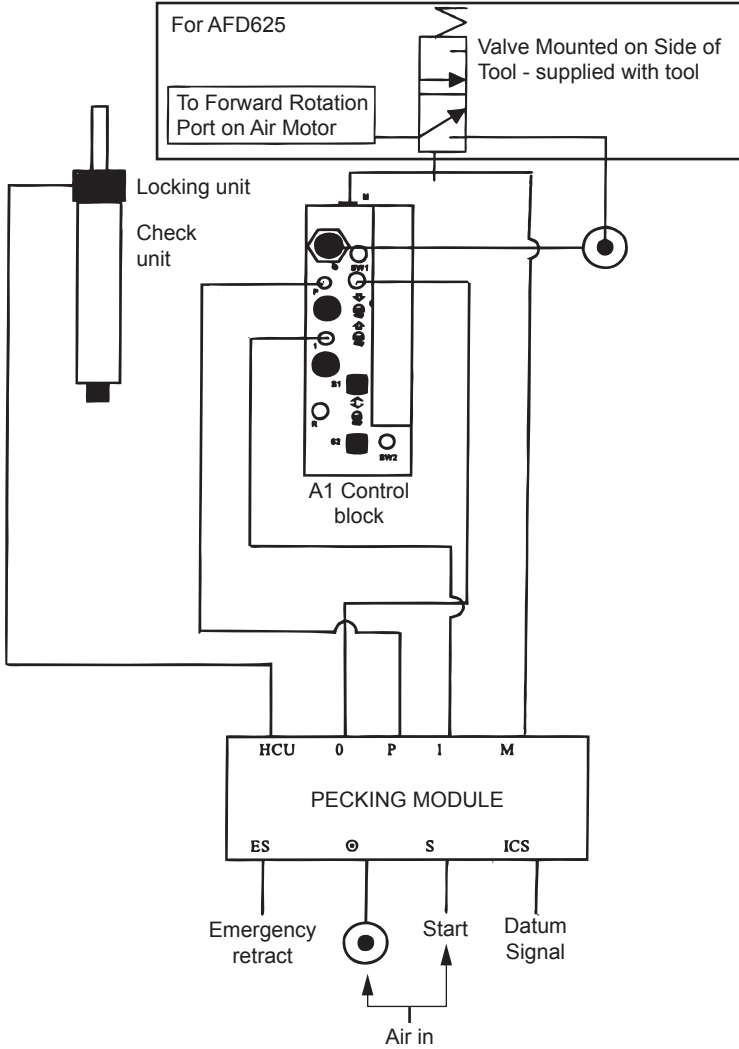 For AFD625
Valve Mounted on Side of
Tool - supplied with tool
To Forward Rotation
Port on Air Motor
Locking unit
Check
unit
M
SW1
P
1
S1
R
S2
SW2
A1 Control
block
HCU 0 P 1 M
PECKING MODULE
ES S ICS
Emergency
retract
Start
Datum
Signal
Air in